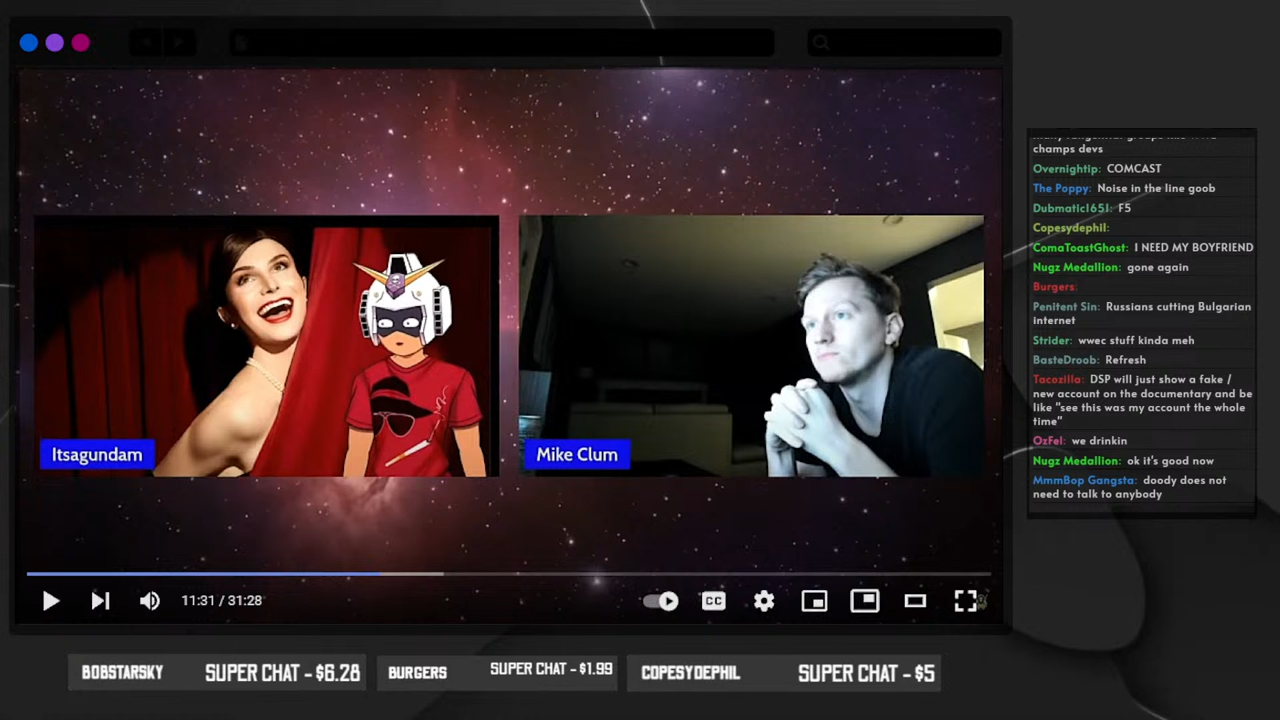 champs devs
Overnightip: COMCAST
The Poppy: Noise in the line goob
Dubmatic1651: F5
Copesydephil:
ComaToastGhost: I NEED MY BOYFRIEND
Nugz Medallion: gone again
Burgers:
Penitent Sin: Russians cutting Bulgarian
internet
Strider: wwec stuff kinda meh
BasteDroob: Refresh
Tacozilla: DSP will just show a fake /
new account on the documentary and be
like "see this was my account the whole
time"
OzFel: we drinkin
Nugz Medallion: ok it's good now
MmmBop Gangsta: doody does not
need to talk to anybody
Itsagundam
Mike Clum
11:31 / 31:28
CC
BOBSTARSKY SUPER CHAT - $6.28
BURGERS SUPER CHAT - $1.99
COPESYDEPHIL SUPER CHAT - $5